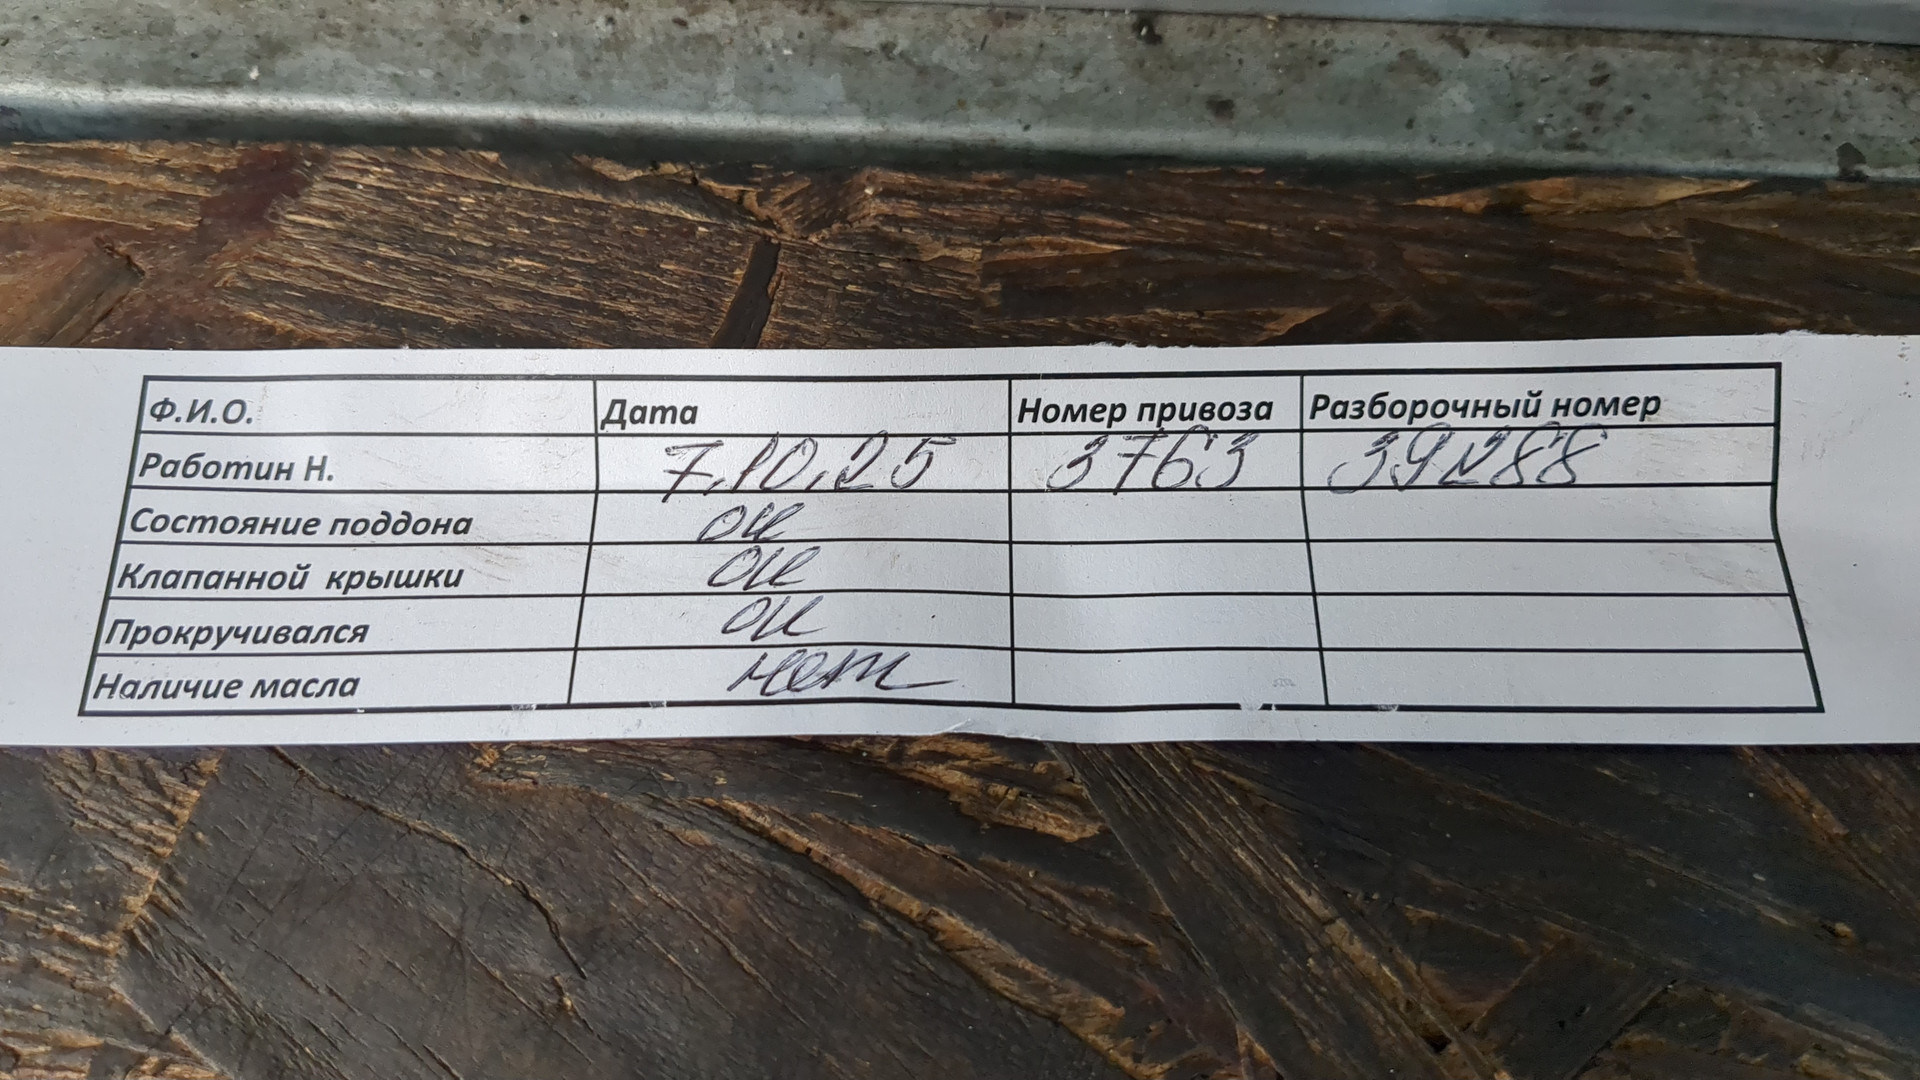 Ф.И.О. Дата Номер привоза Разборочный номер
Работин Н. 7.10.25 3763 39288
Состояние поддона ок
Клапанной крышки ок
Прокручивался ок
Наличие масла нет